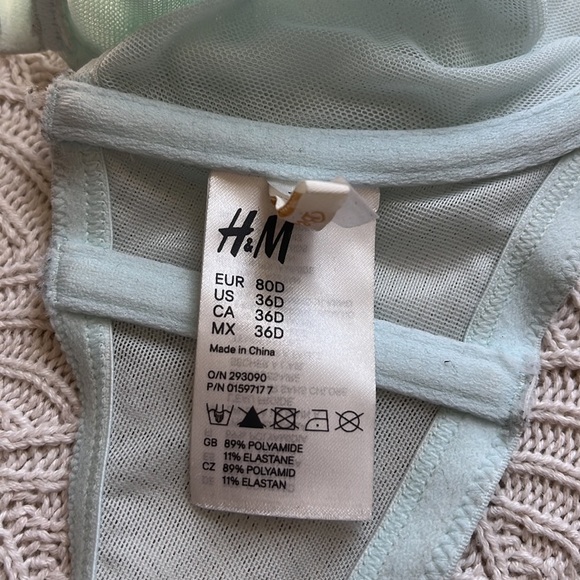 H&M
EUR 80D
US 36D
CA 36D
MX 36D
Made in China
O/N 293090
P/N 0159717 7
GB 89% POLYAMIDE
11% ELASTANE
CZ 89% POLYAMID
11% ELASTAN